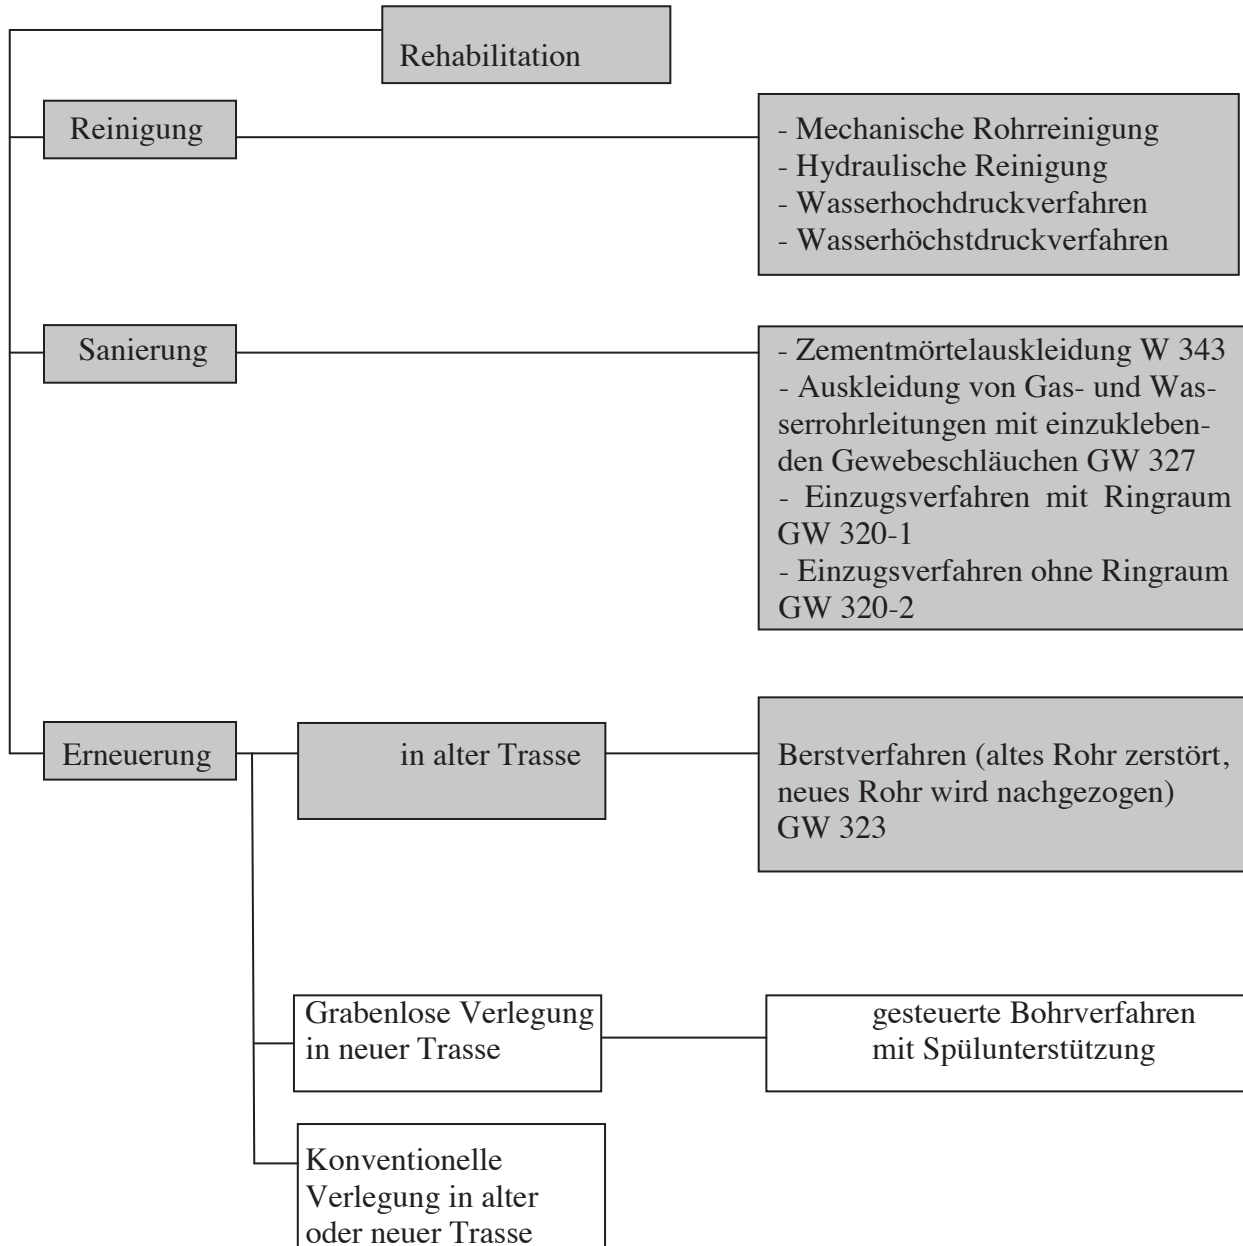 Rehabilitation
Reinigung
- Mechanische Rohrreinigung
- Hydraulische Reinigung
- Wasserhochdruckverfahren
- Wasserhöchstdruckverfahren
Sanierung
- Zementmörtelauskleidung W 343
- Auskleidung von Gas- und Was-
serrohrleitungen mit einzukleben-
den Gewebeschläuchen GW 327
- Einzugsverfahren mit Ringraum
GW 320-1
- Einzugsverfahren ohne Ringraum
GW 320-2
Erneuerung
in alter Trasse
Berstverfahren (altes Rohr zerstört,
neues Rohr wird nachgezogen)
GW 323
Grabenlose Verlegung
in neuer Trasse
gesteuerte Bohrverfahren
mit Spülunterstützung
Konventionelle
Verlegung in alter
oder neuer Trasse